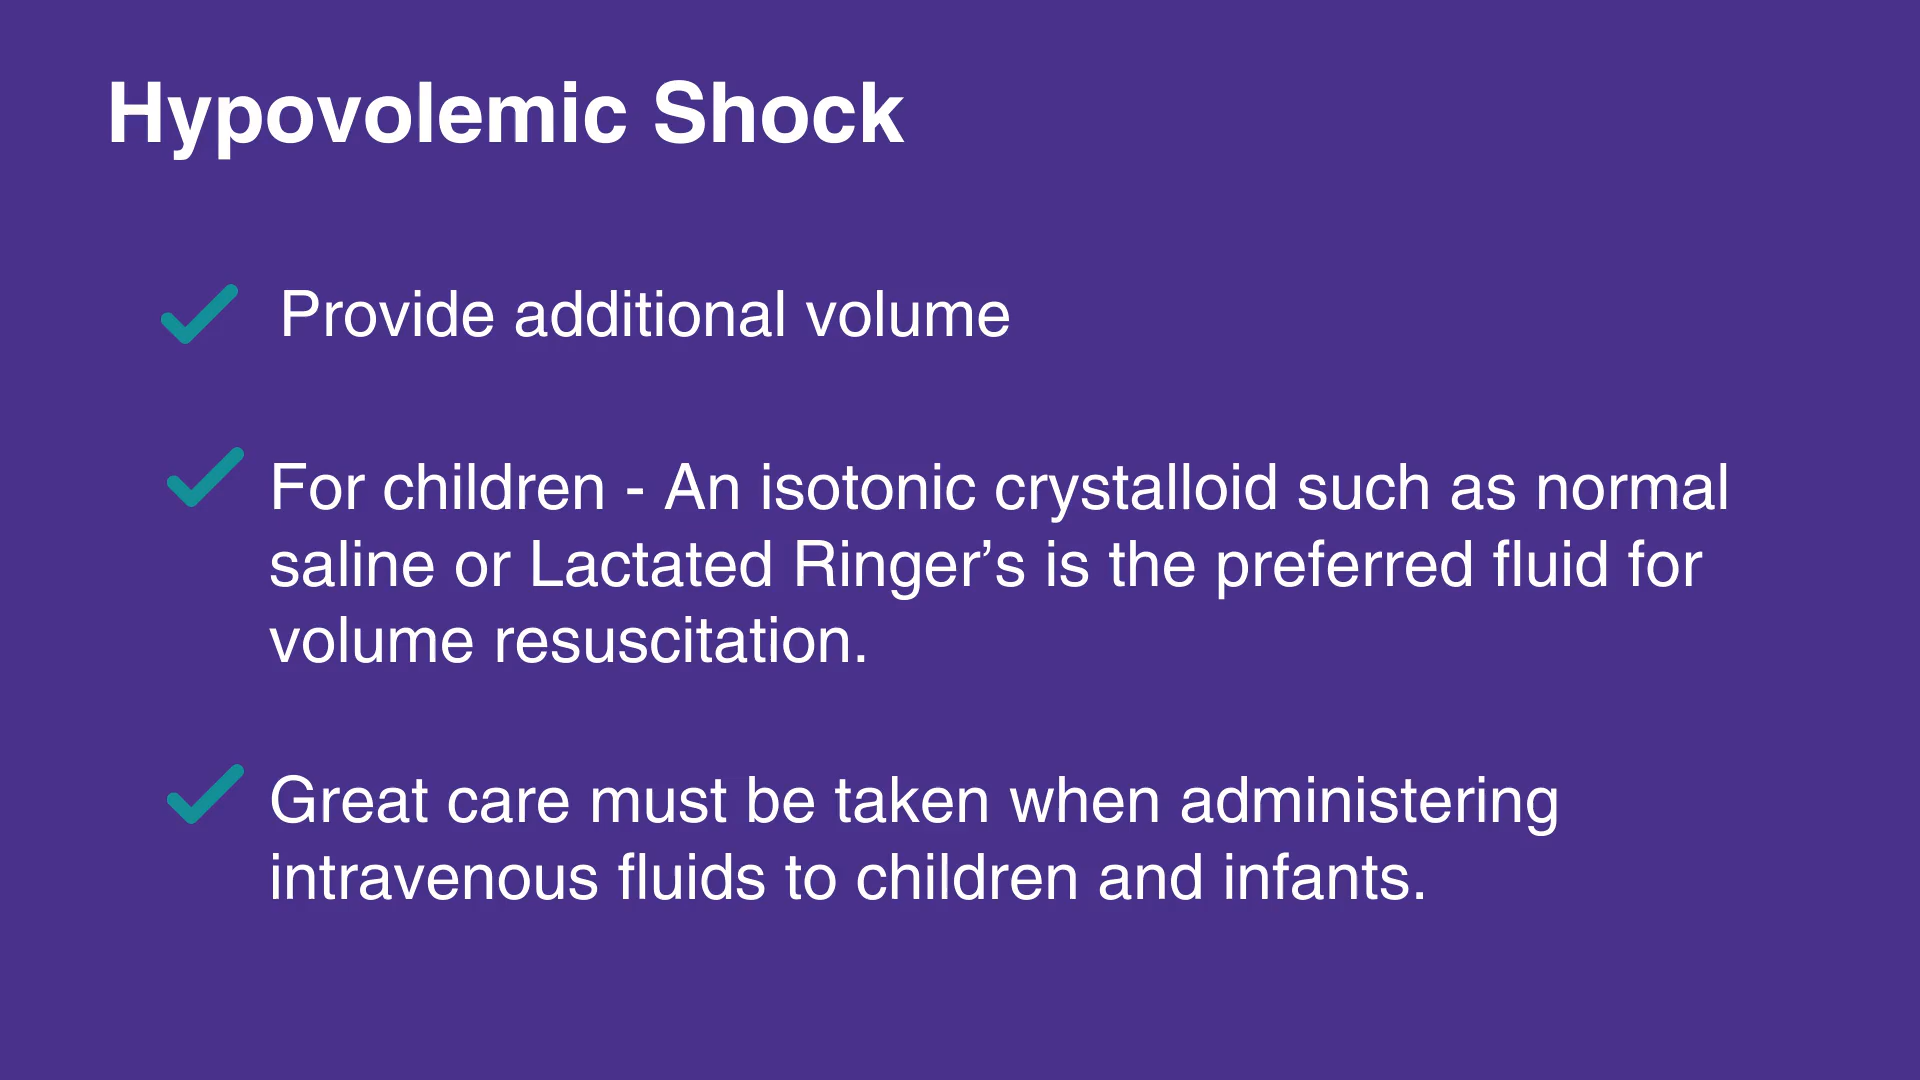 Hypovolemic Shock
Provide additional volume
For children - An isotonic crystalloid such as normal
saline or Lactated Ringer’s is the preferred fluid for
volume resuscitation.
Great care must be taken when administering
intravenous fluids to children and infants.